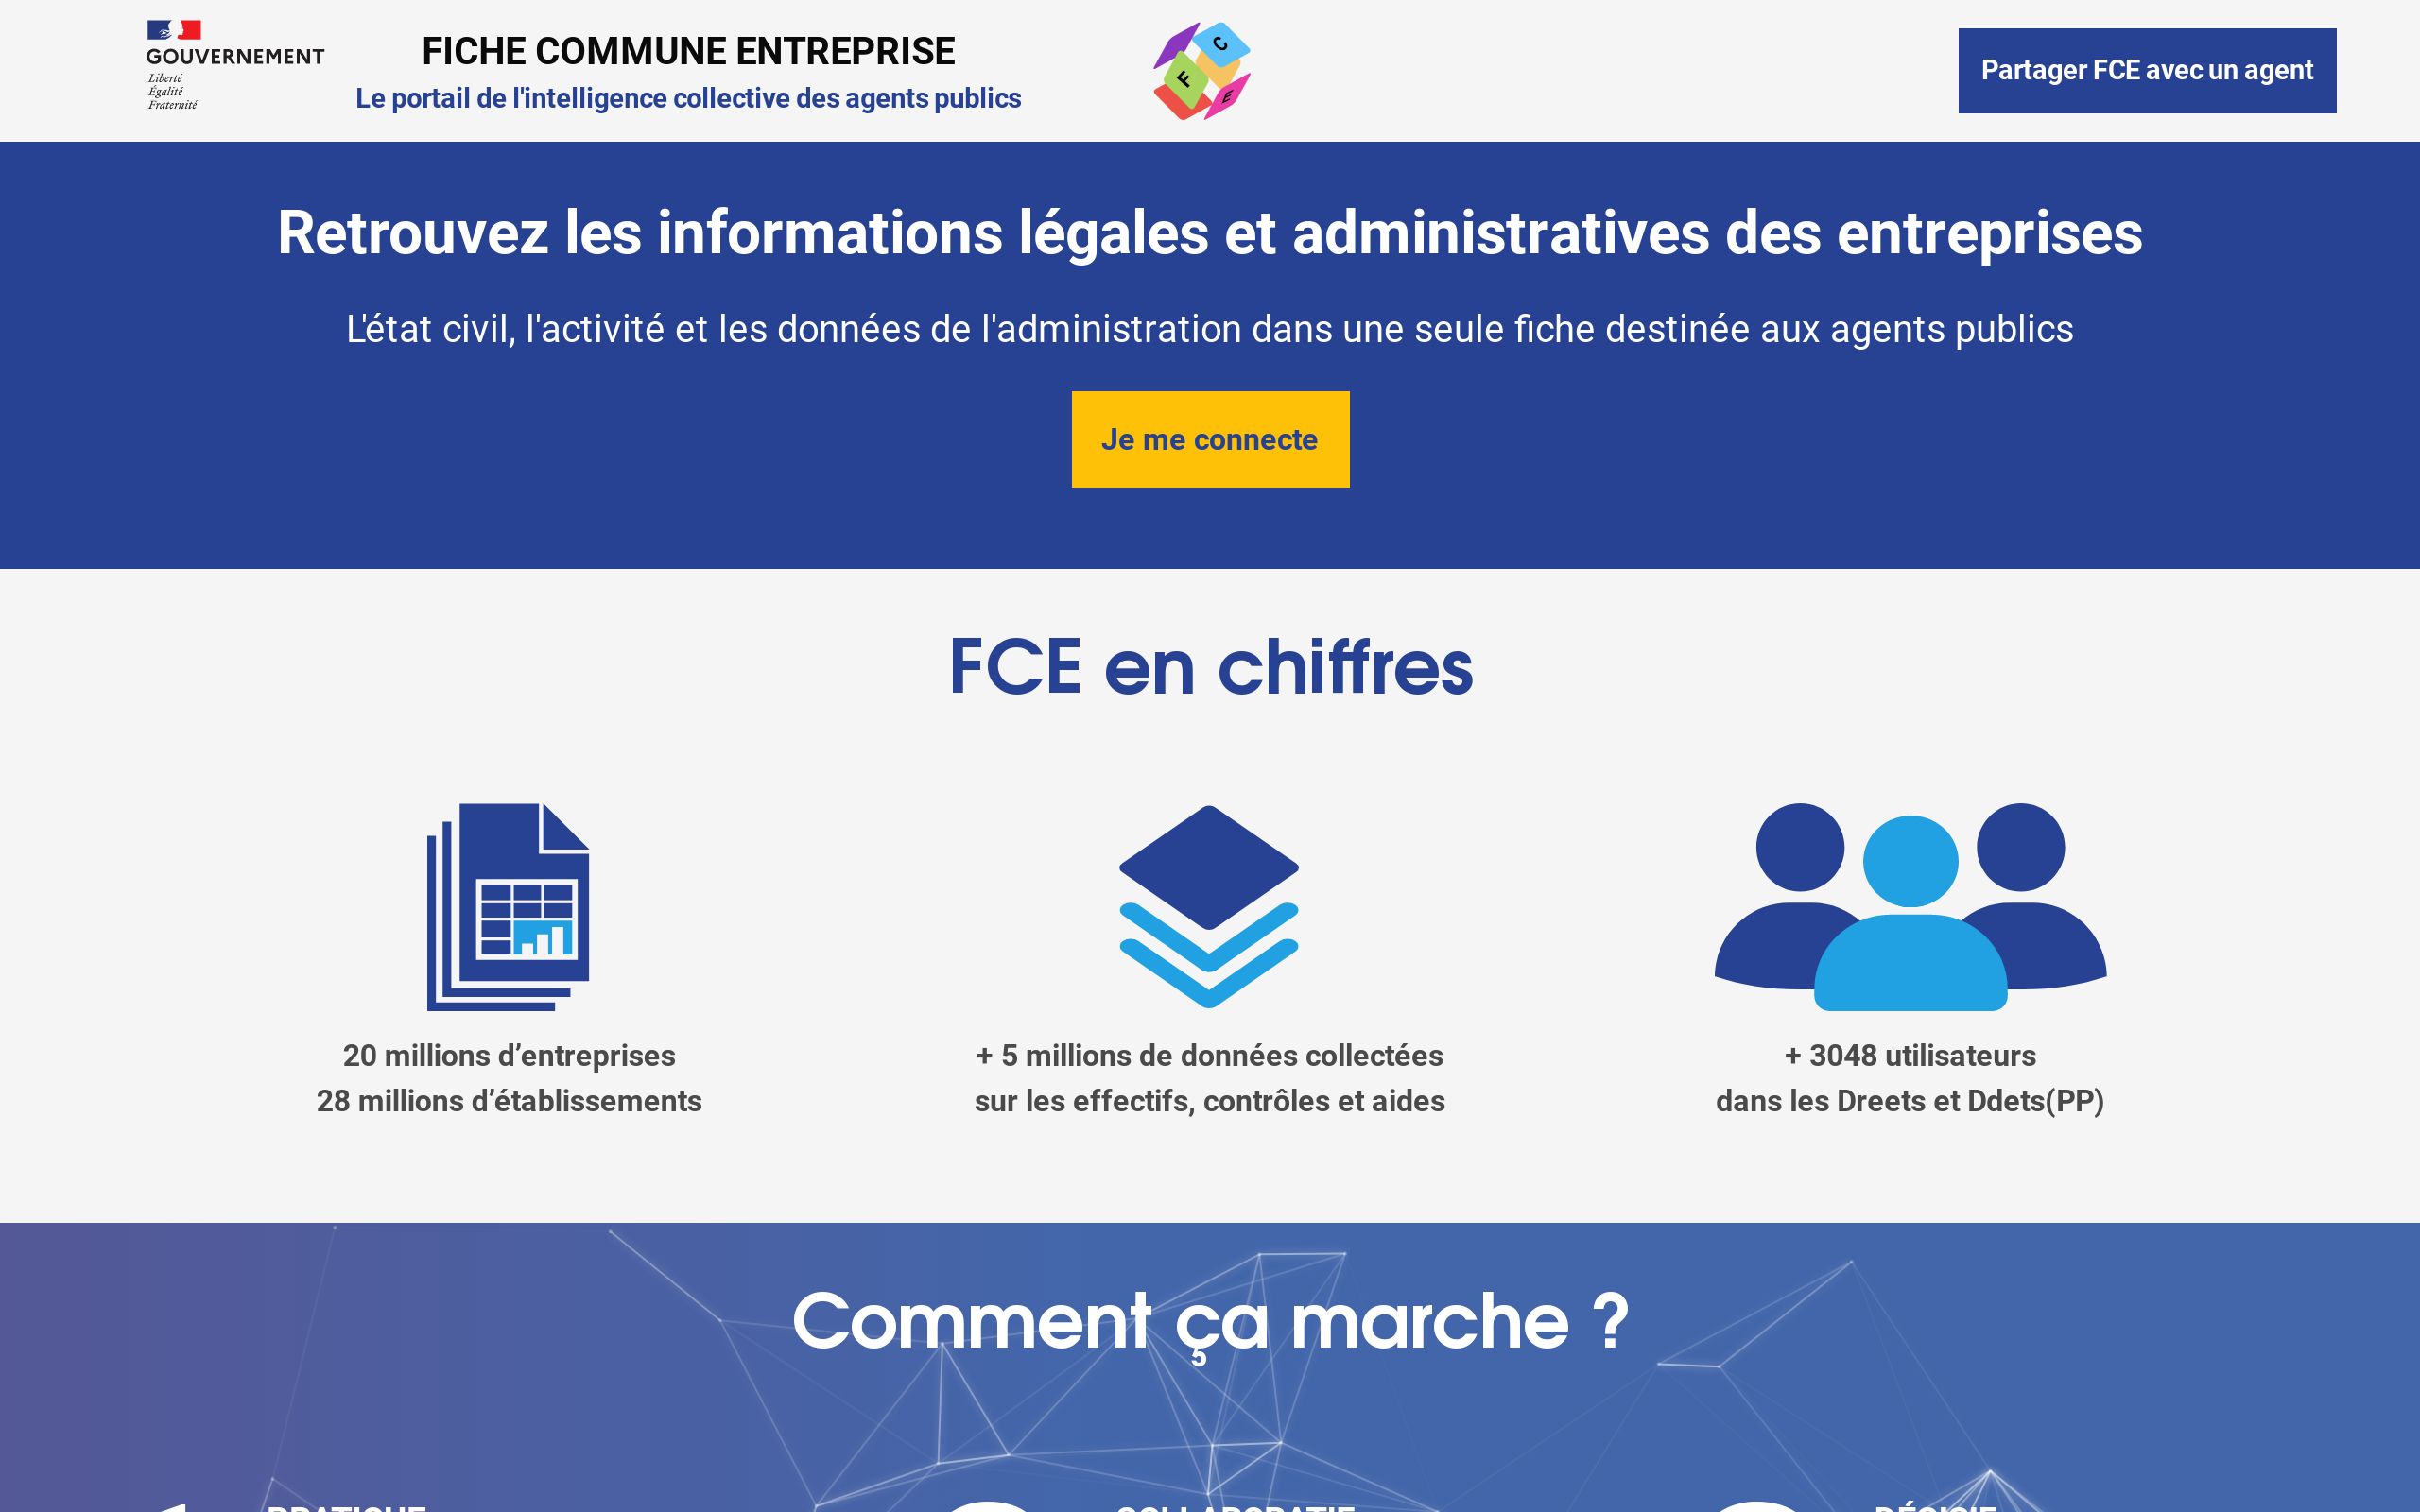 GOUVERNEMENT
Liberté
Égalité
Fraternité
FICHE COMMUNE ENTREPRISE
Le portail de l'intelligence collective des agents publics
F
C
E
Partager FCE avec un agent
Retrouvez les informations légales et administratives des entreprises
L'état civil, l'activité et les données de l'administration dans une seule fiche destinée aux agents publics
Je me connecte
FCE en chiffres
20 millions d’entreprises
28 millions d’établissements
+ 5 millions de données collectées
sur les effectifs, contrôles et aides
+ 3048 utilisateurs
dans les Dreets et Ddets(PP)
Comment ça marche ?
PRATIQUE
COLLABORATIF